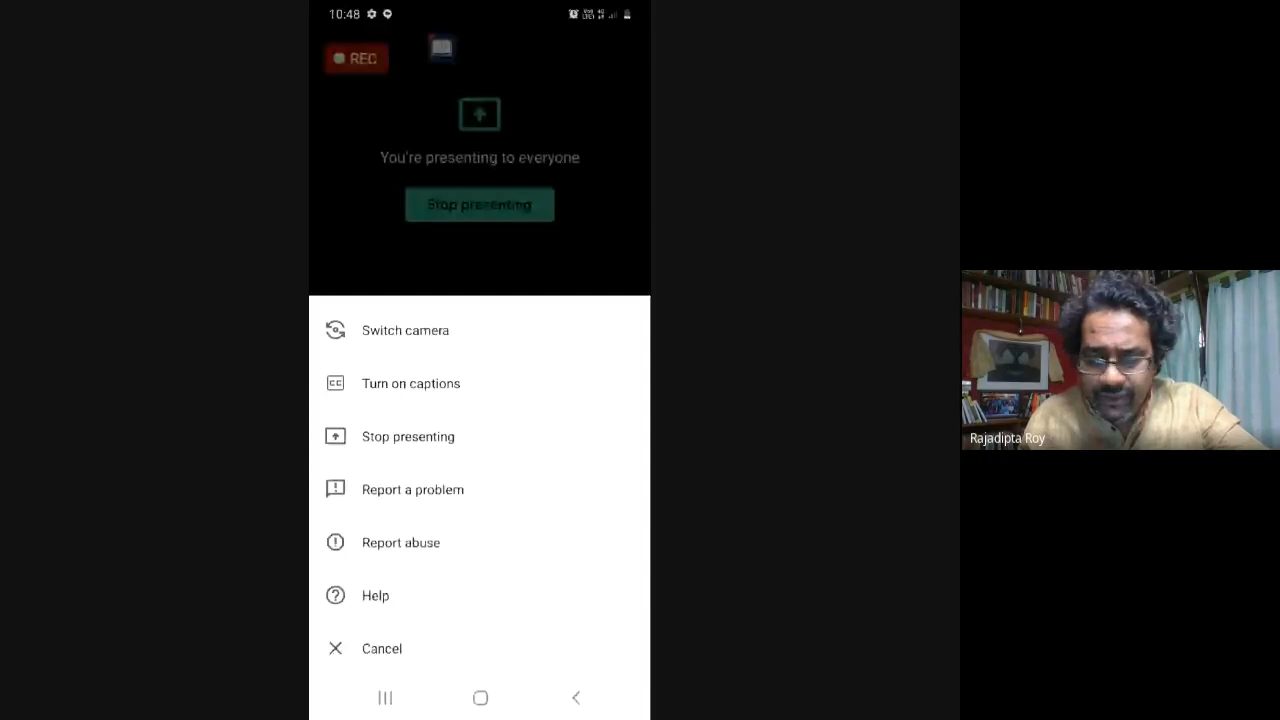 10:48
REC
You're presenting to everyone
Stop presenting
Switch camera
Turn on captions
Stop presenting
Report a problem
Report abuse
Help
Cancel
Rajadipta Roy